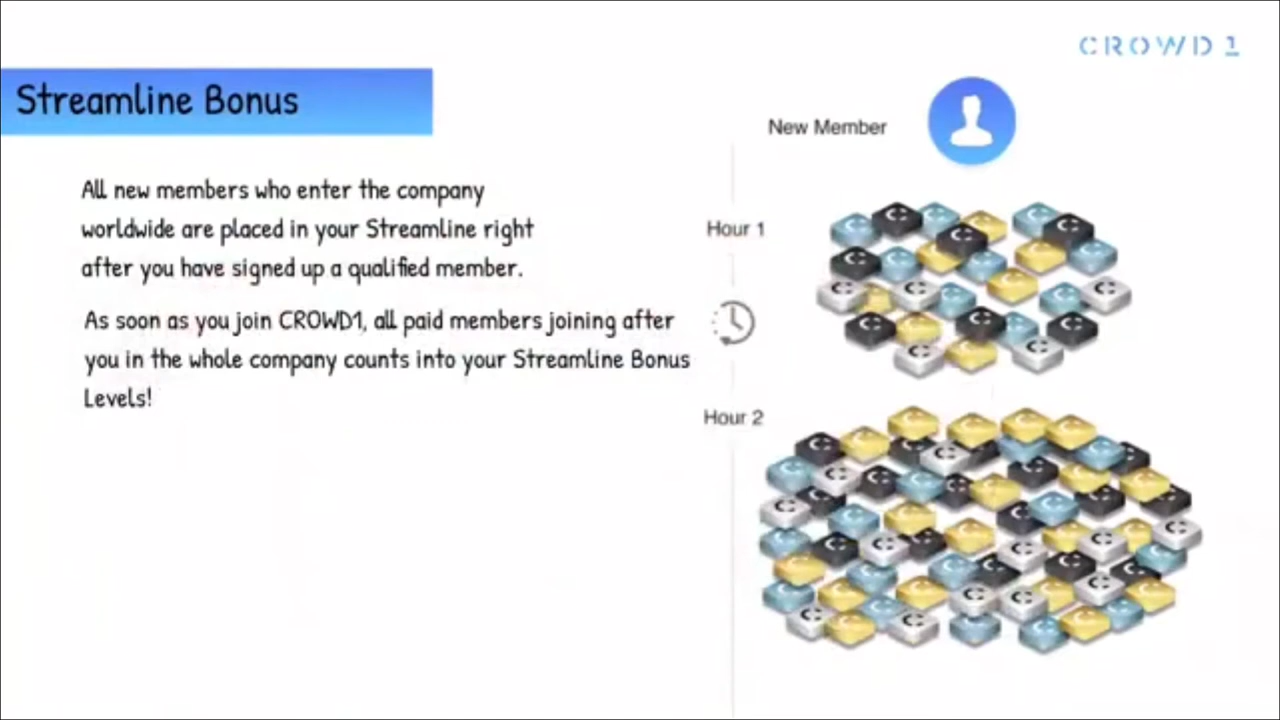 CROWD1
Streamline Bonus
New Member
All new members who enter the company
worldwide are placed in your Streamline right
after you have signed up a qualified member.
As soon as you join CROWD1, all paid members joining after
you in the whole company counts into your Streamline Bonus
Levels!
Hour 1
Hour 2